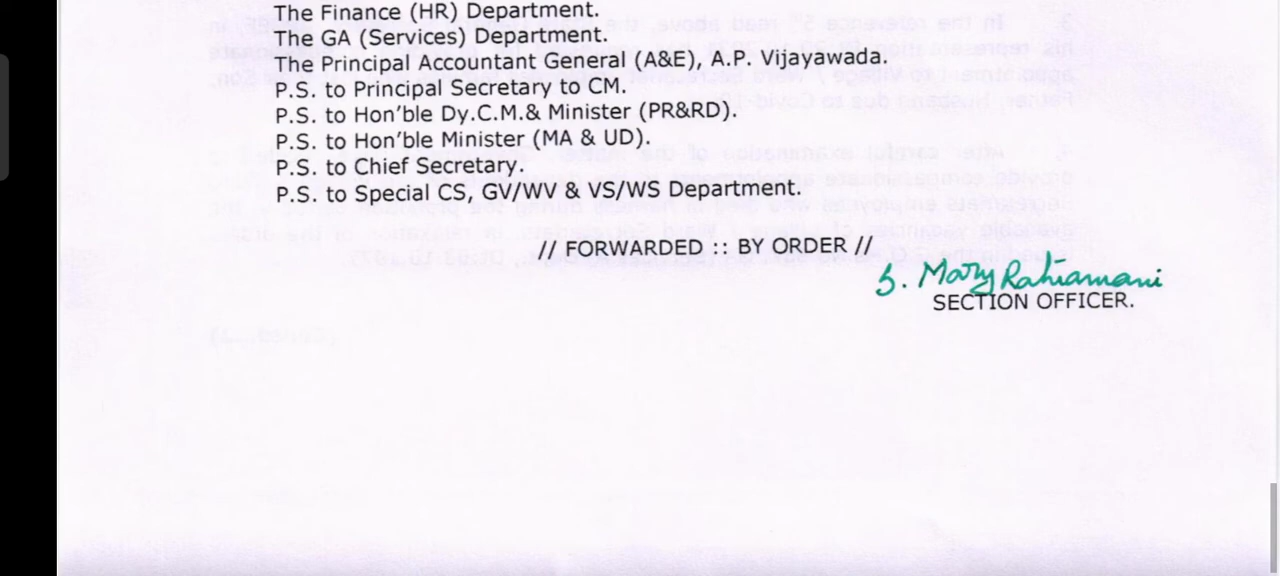 The Finance (HR) Department.
The GA (Services) Department.
The Principal Accountant General (A&E), A.P. Vijayawada.
P.S. to Principal Secretary to CM.
P.S. to Hon'ble Dy.C.M.& Minister (PR&RD).
P.S. to Hon'ble Minister (MA & UD).
P.S. to Chief Secretary.
P.S. to Special CS, GV/WV & VS/WS Department.
// FORWARDED :: BY ORDER //
S. Mary Ratnamani
SECTION OFFICER.